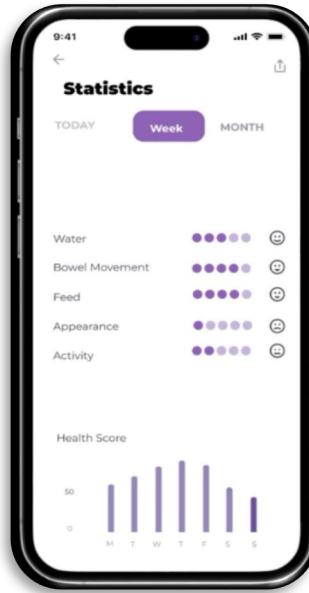 9:41
Statistics
TODAY Week MONTH
Water
Bowel Movement
Feed
Appearance
Activity
Health Score
50
0
M T W T F S S